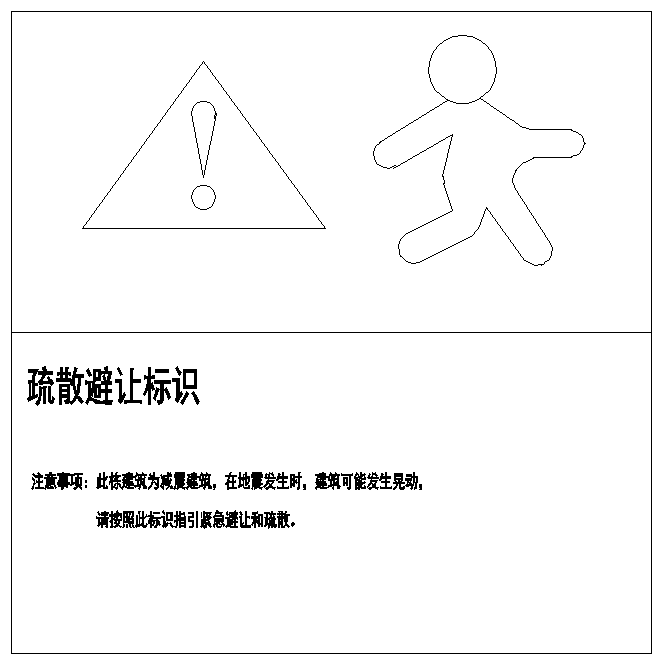 疏散避让标识
注意事项：此栋建筑为减震建筑，在地震发生时，建筑可能发生晃动，
请按照此标识指引紧急避让和疏散。